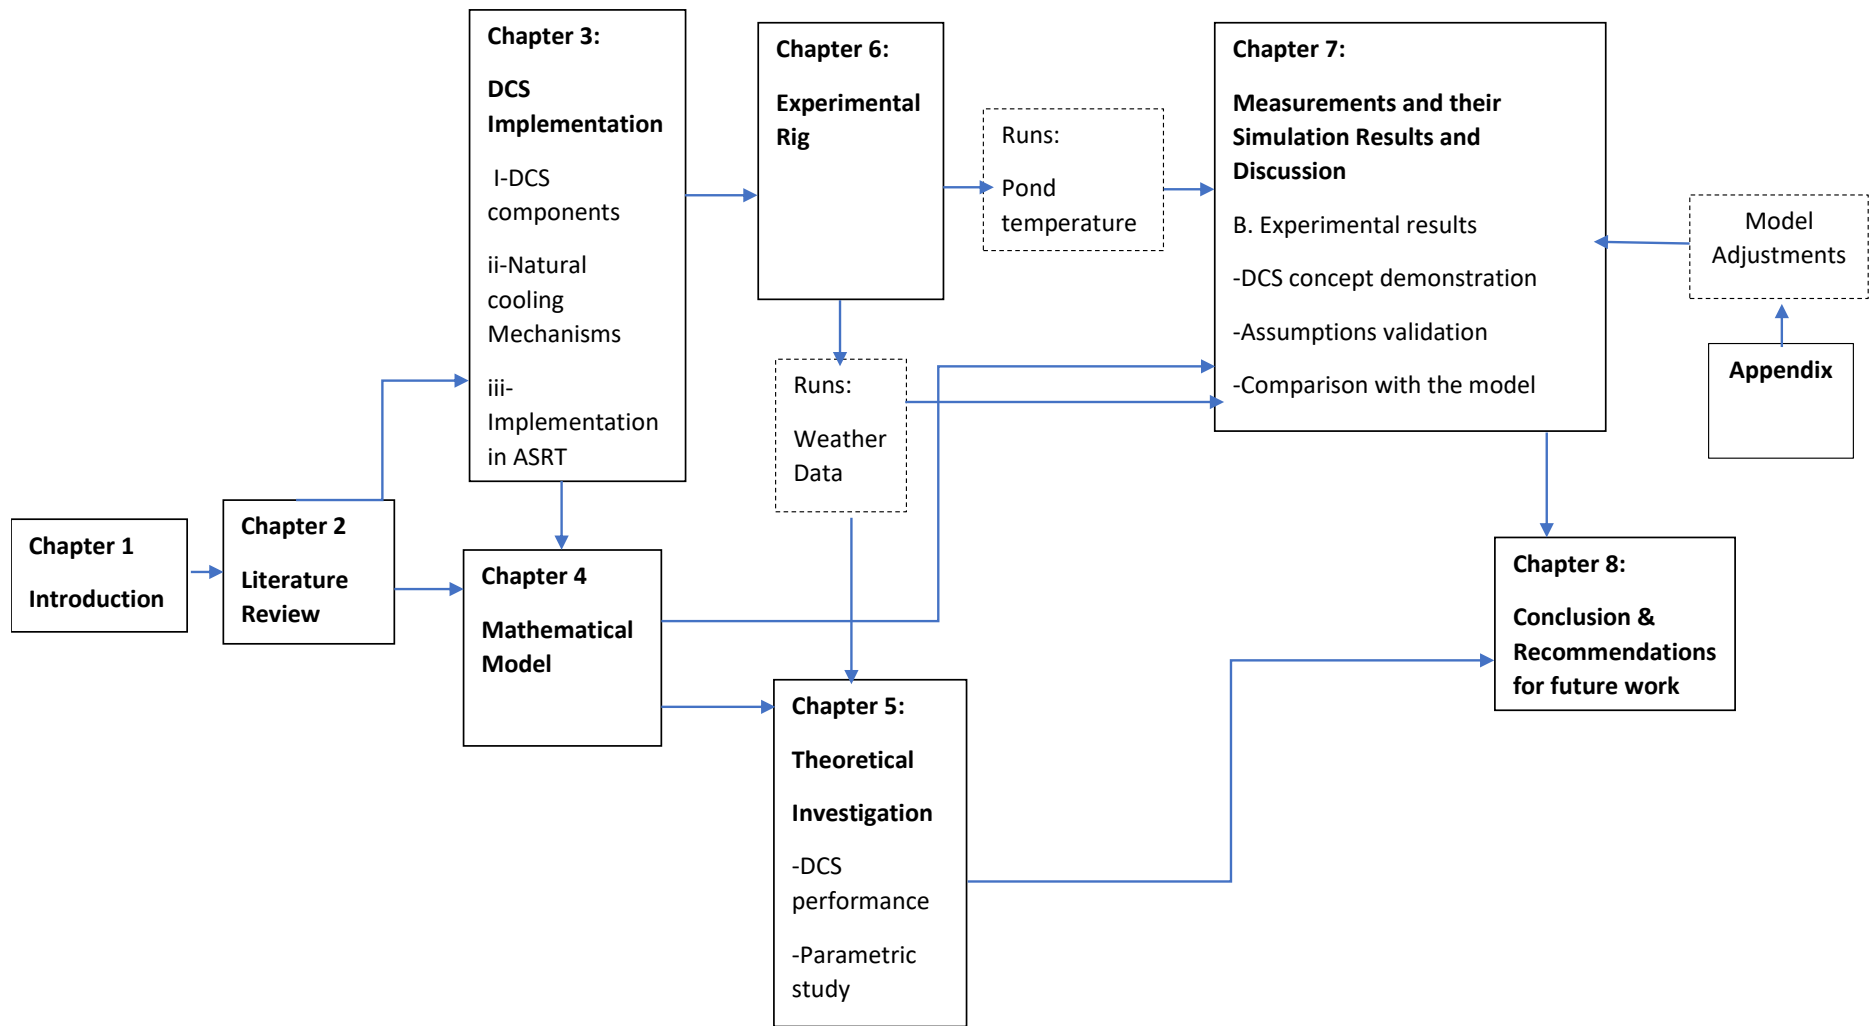 Chapter 1
Introduction
Chapter 2
Literature
Review
Chapter 3:
DCS
Implementation
I-DCS
components
ii-Natural
cooling
Mechanisms
iii-
Implementation
in ASRT
Chapter 4
Mathematical
Model
Chapter 6:
Experimental
Rig
Runs:
Pond
temperature
Runs:
Weather
Data
Chapter 5:
Theoretical
Investigation
-DCS
performance
-Parametric
study
Chapter 7:
Measurements and their
Simulation Results and
Discussion
B. Experimental results
-DCS concept demonstration
-Assumptions validation
-Comparison with the model
Model
Adjustments
Appendix
Chapter 8:
Conclusion &
Recommendations
for future work